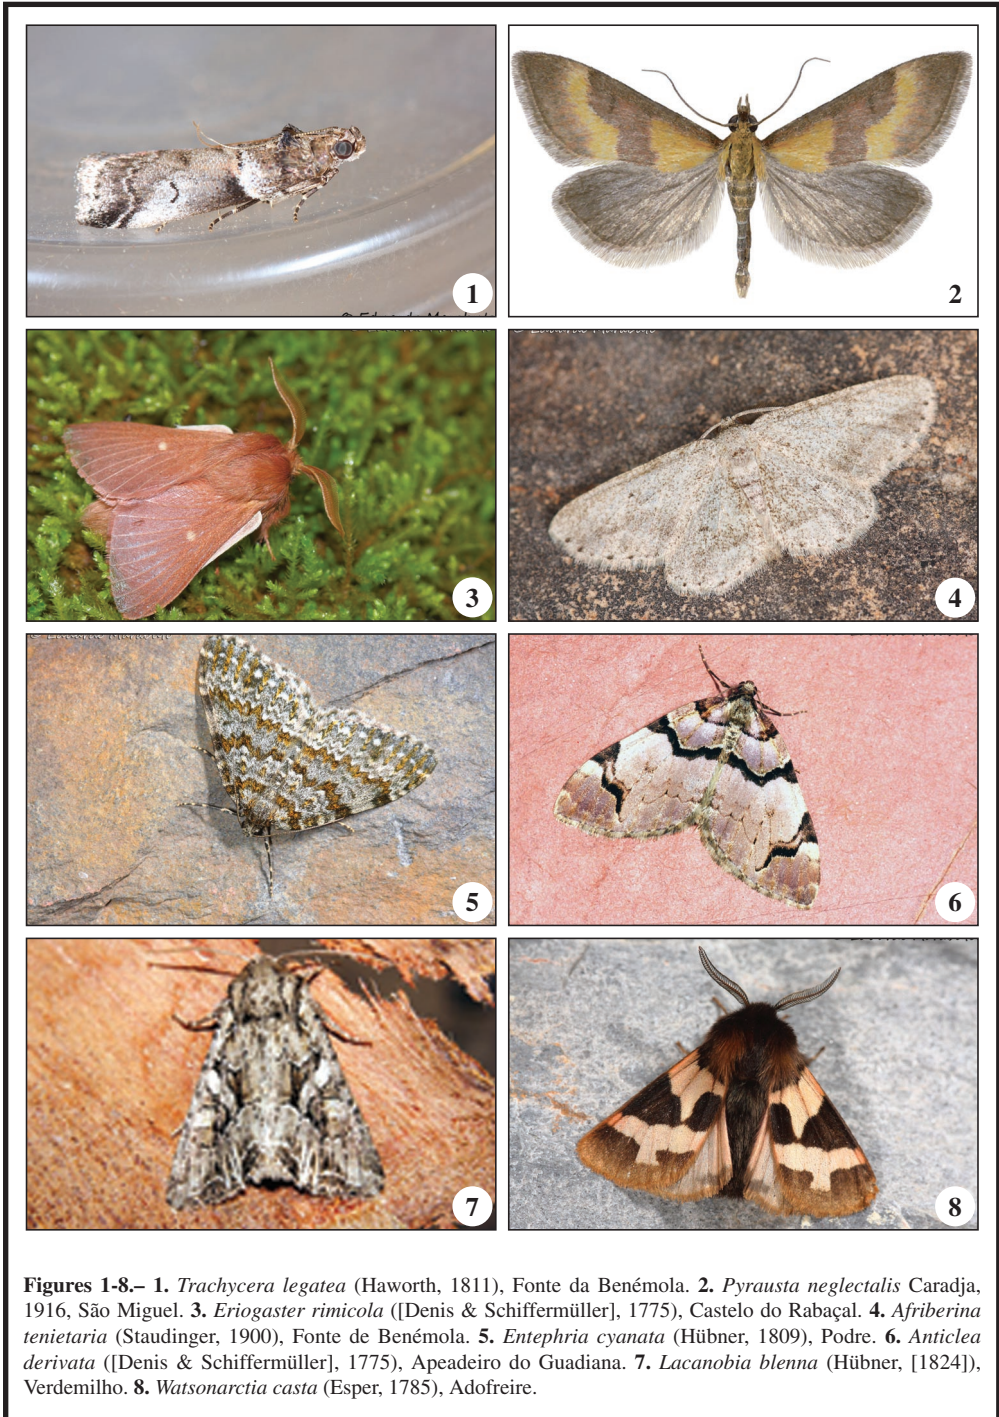 1
2
3
4
5
6
7
8
Figures 1-8.– 1. Trachycera legatea (Haworth, 1811), Fonte da Benémola. 2. Pyrausta neglectalis Caradja,
1916, São Miguel. 3. Eriogaster rimicola ([Denis & Schiffermüller], 1775), Castelo do Rabaçal. 4. Afriberina
tenietaria (Staudinger, 1900), Fonte de Benémola. 5. Entephria cyanata (Hübner, 1809), Podre. 6. Anticlea
derivata ([Denis & Schiffermüller], 1775), Apeadeiro do Guadiana. 7. Lacanobia blenna (Hübner, [1824]),
Verdemilho. 8. Watsonarctia casta (Esper, 1785), Adofreire.